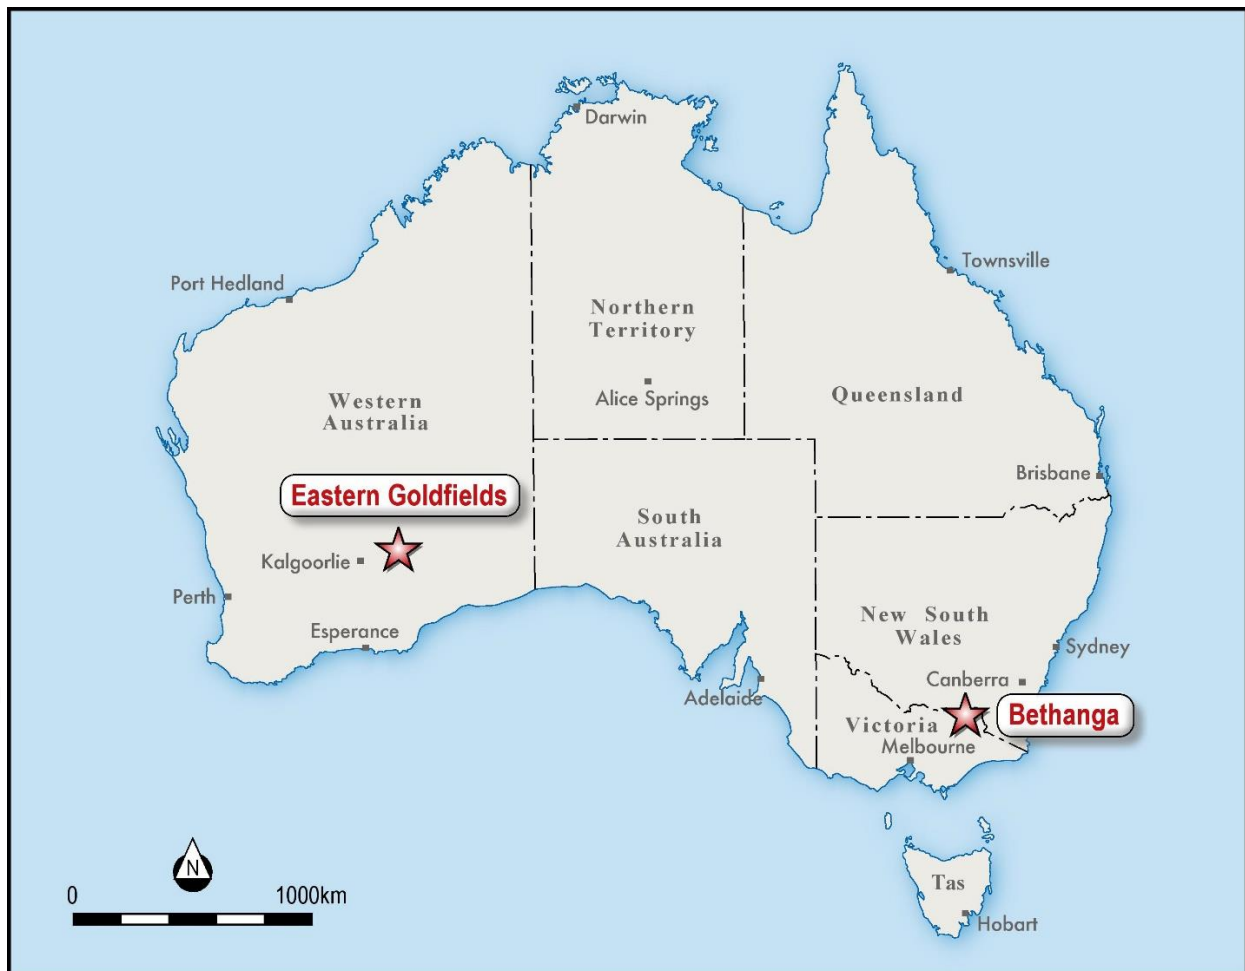 Darwin
Townsville
Port Hedland
Northern
Territory
Alice Springs
Queensland
Western
Australia
Brisbane
Eastern Goldfields
South
Australia
Kalgoorlie
Perth
Esperance
New South
Wales
Sydney
Canberra
Adelaide
Bethanga
Victoria
Melbourne
N
0 1000km
Tas
Hobart